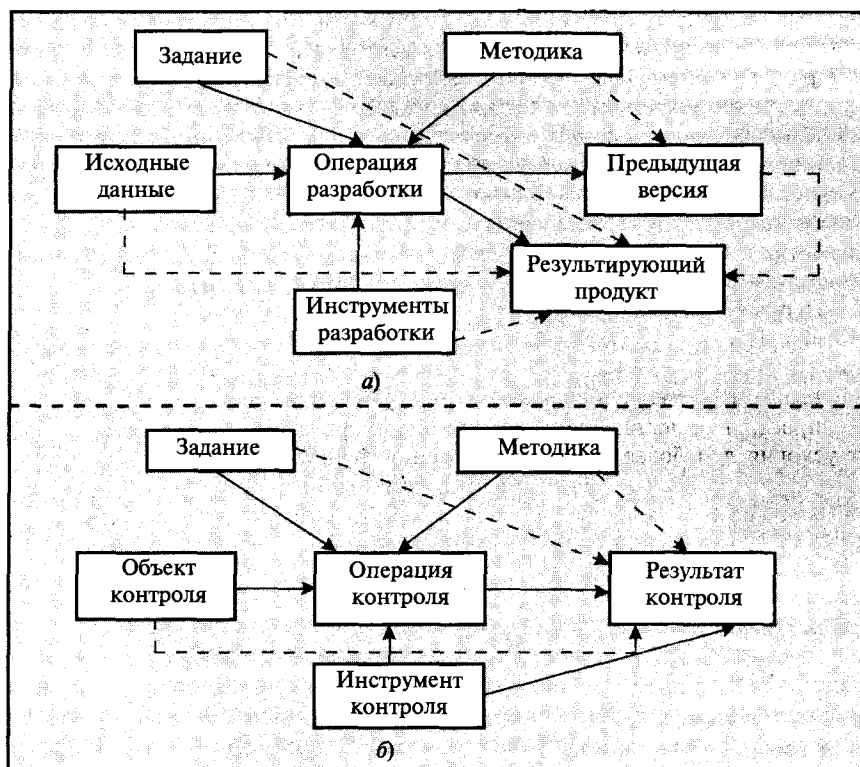 Задание
Методика
Исходные
данные
Операция
разработки
Предыдущая
версия
Результирующий
продукт
Инструменты
разработки
а)
Задание
Методика
Объект
контроля
Операция
контроля
Результат
контроля
Инструмент
контроля
б)